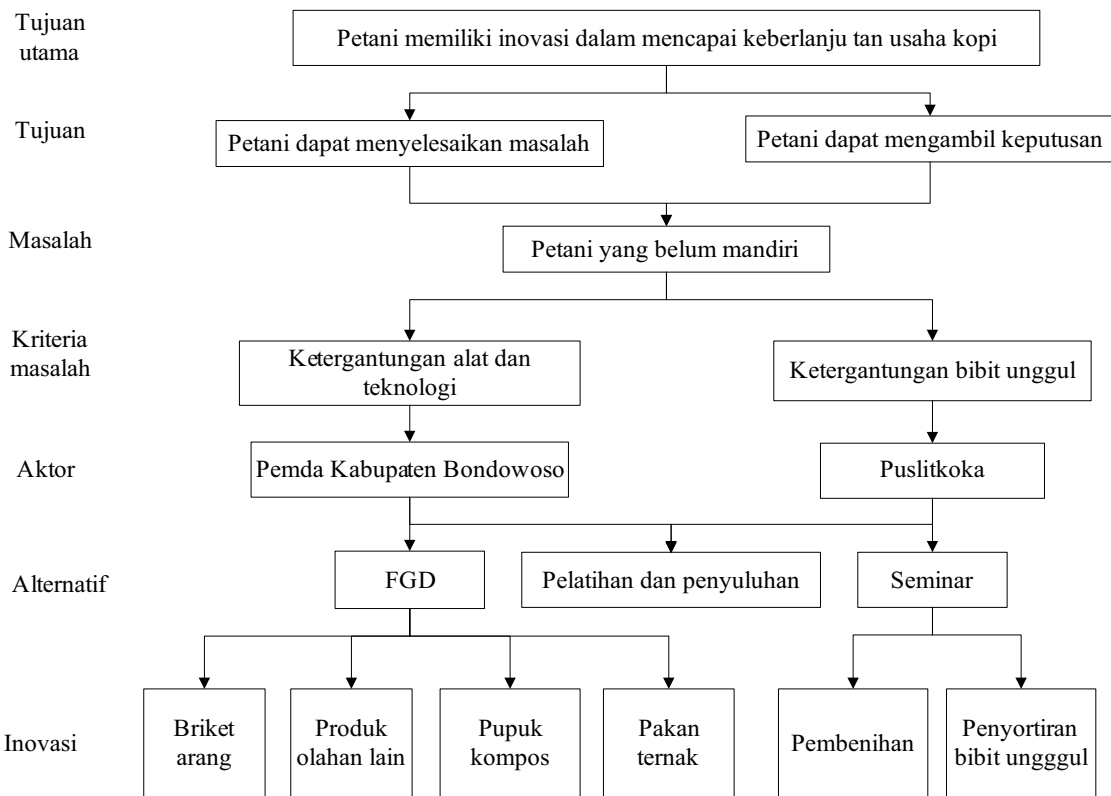 Tujuan
utama
Petani memiliki inovasi dalam mencapai keberlanju tan usaha kopi
Tujuan
Petani dapat menyelesaikan masalah
Petani dapat mengambil keputusan
Masalah
Petani yang belum mandiri
Kriteria
masalah
Ketergantungan alat dan
teknologi
Ketergantungan bibit unggul
Aktor
Pemda Kabupaten Bondowoso
Puslitkoka
Alternatif
FGD
Pelatihan dan penyuluhan
Seminar
Inovasi
Briket
arang
Produk
olahan lain
Pupuk
kompos
Pakan
ternak
Pembenihan
Penyortiran
bibit ungggul